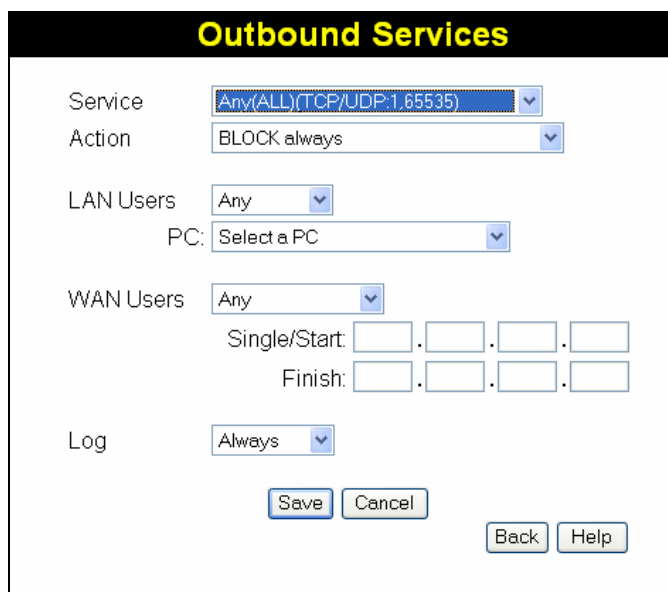 Outbound Services
Service Any(ALL)(TCP/UDP:1,65535)
Action BLOCK always
LAN Users Any
PC: Select a PC
WAN Users Any
Single/Start: . . .
Finish: . . .
Log Always
Save Cancel
Back Help